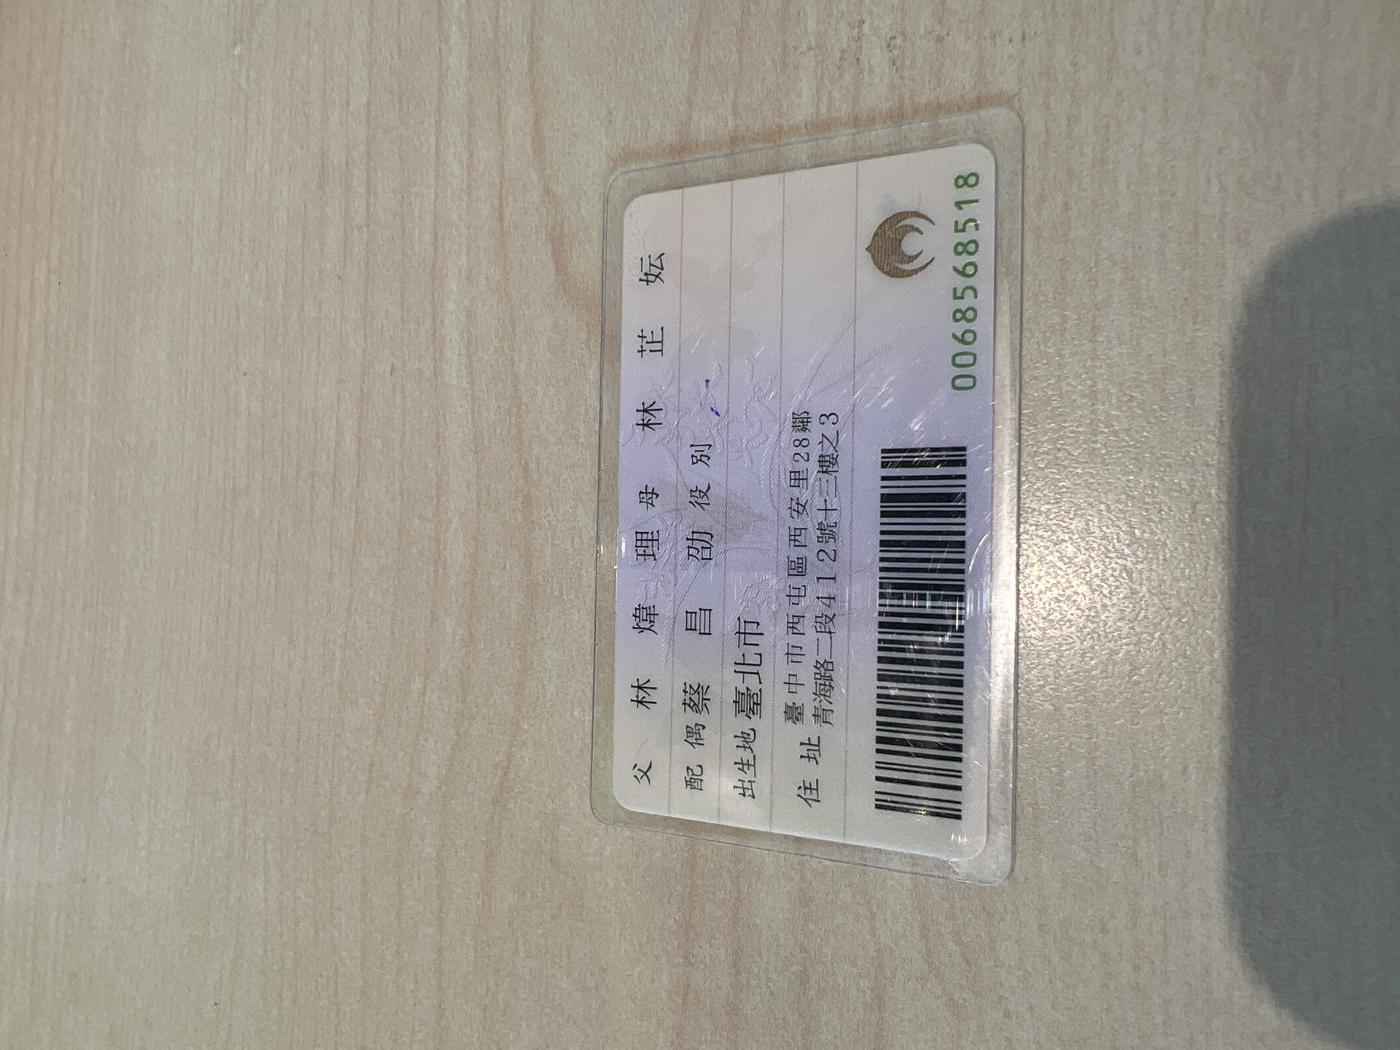 父 林煒理 母 林芷妘
配偶 蔡昌劭 役別
出生地 臺北市
住址 臺中市西屯區西安里28鄰
青海路二段412號十三樓之3
0068568518